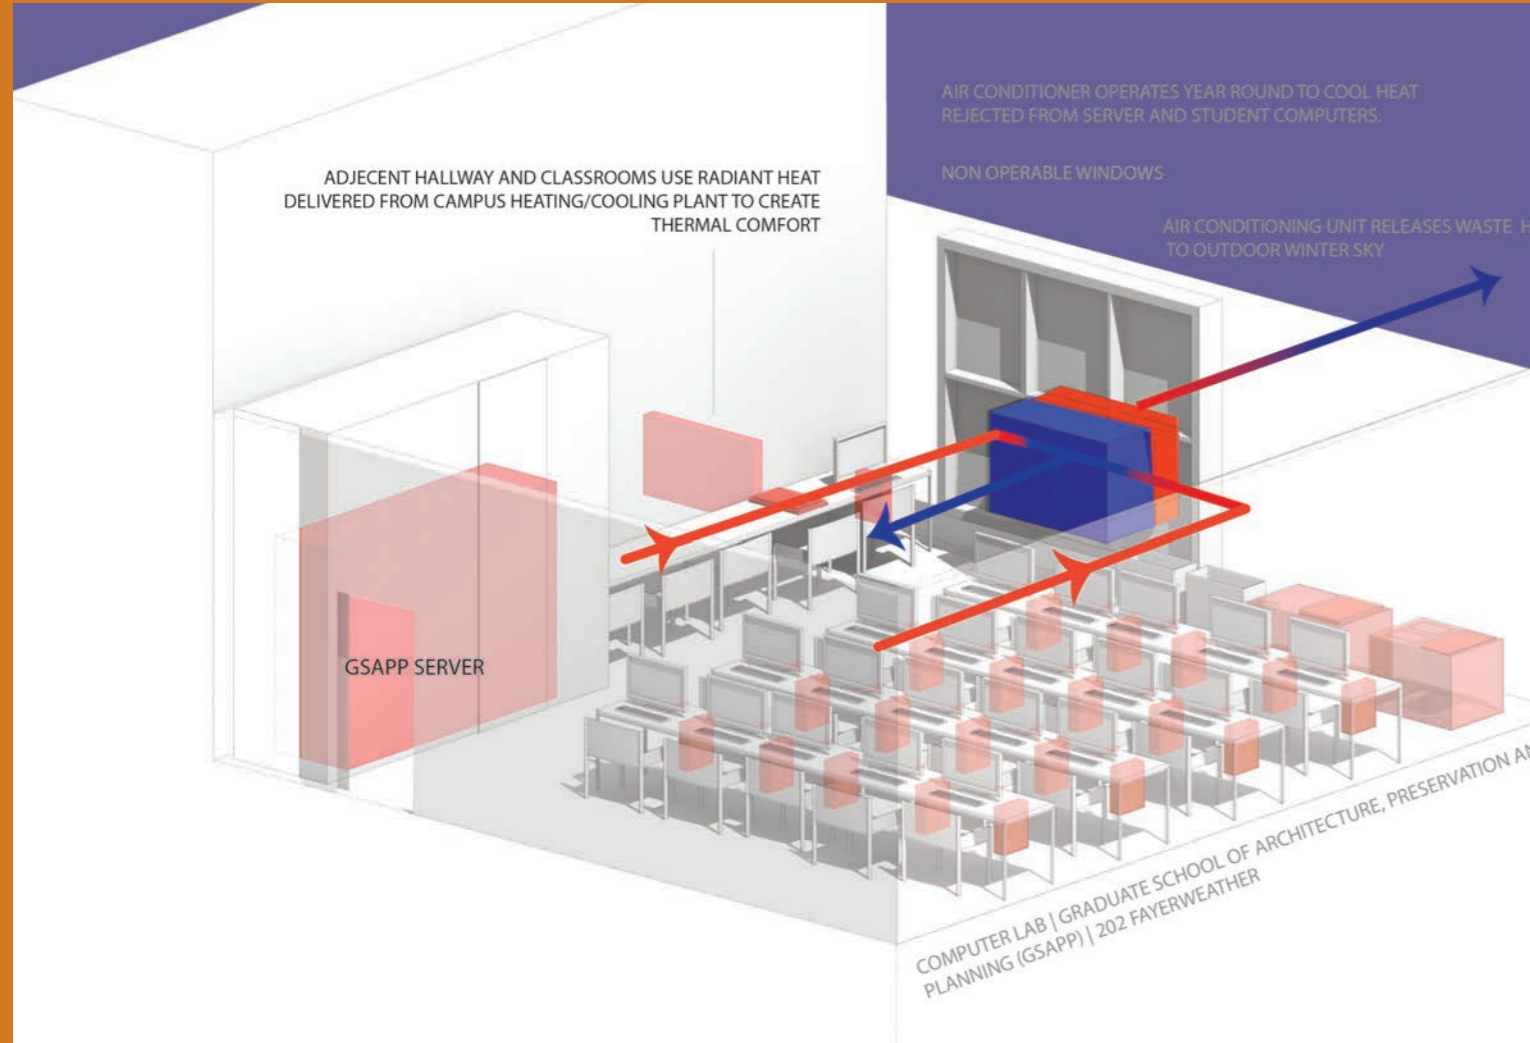 AIR CONDITIONER OPERATES YEAR ROUND TO COOL HEAT
REJECTED FROM SERVER AND STUDENT COMPUTERS.
NON OPERABLE WINDOWS
ADJECENT HALLWAY AND CLASSROOMS USE RADIANT HEAT
DELIVERED FROM CAMPUS HEATING/COOLING PLANT TO CREATE
THERMAL COMFORT
AIR CONDITIONING UNIT RELEASES WASTE
TO OUTDOOR WINTER SKY
GSAPP SERVER
COMPUTER LAB | GRADUATE SCHOOL OF ARCHITECTURE, PRESERVATION
PLANNING (GSAPP) | 202 FAYERWEATHER